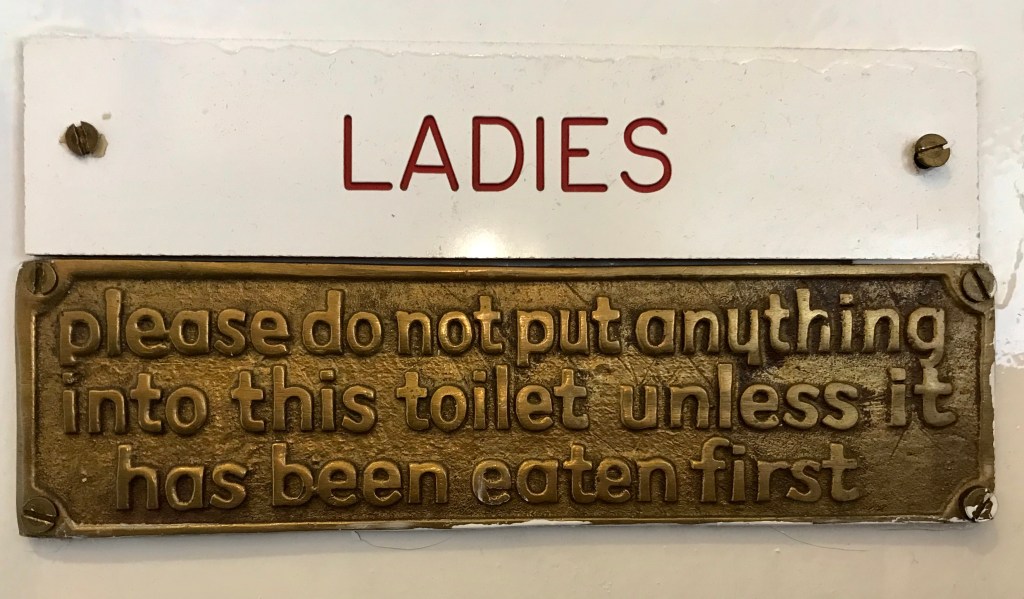 LADIES
please do not put anything
into this toilet unless it
has been eaten first